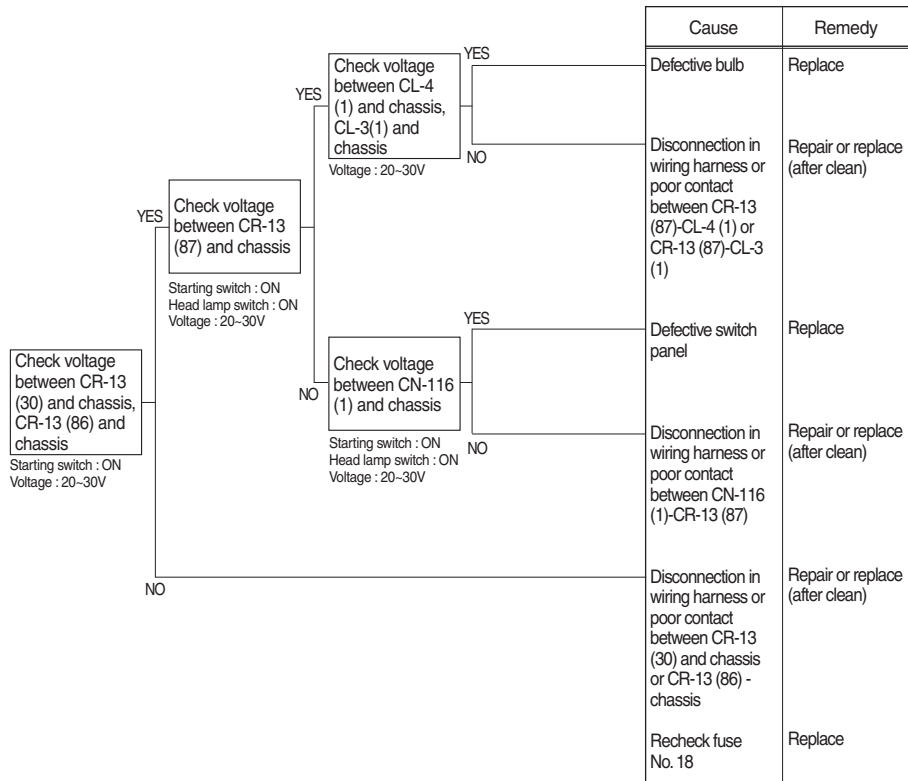 Cause
Remedy
YES
Check voltage
between CL-4
(1) and chassis,
CL-3(1) and
chassis
Voltage : 20~30V
YES
NO
Defective bulb
Replace
Disconnection in
wiring harness or
poor contact
between CR-13
(87)-CL-4 (1) or
CR-13 (87)-CL-3
(1)
Repair or replace
(after clean)
YES
Check voltage
between CR-13
(87) and chassis
Starting switch : ON
Head lamp switch : ON
Voltage : 20~30V
YES
Defective switch
panel
Replace
NO
Check voltage
between CN-116
(1) and chassis
Starting switch : ON
Head lamp switch : ON
Voltage : 20~30V
NO
Disconnection in
wiring harness or
poor contact
between CN-116
(1)-CR-13 (87)
Repair or replace
(after clean)
Check voltage
between CR-13
(30) and chassis,
CR-13 (86) and
chassis
Starting switch : ON
Voltage : 20~30V
NO
Disconnection in
wiring harness or
poor contact
between CR-13
(30) and chassis
or CR-13 (86) -
chassis
Repair or replace
(after clean)
Recheck fuse
No. 18
Replace